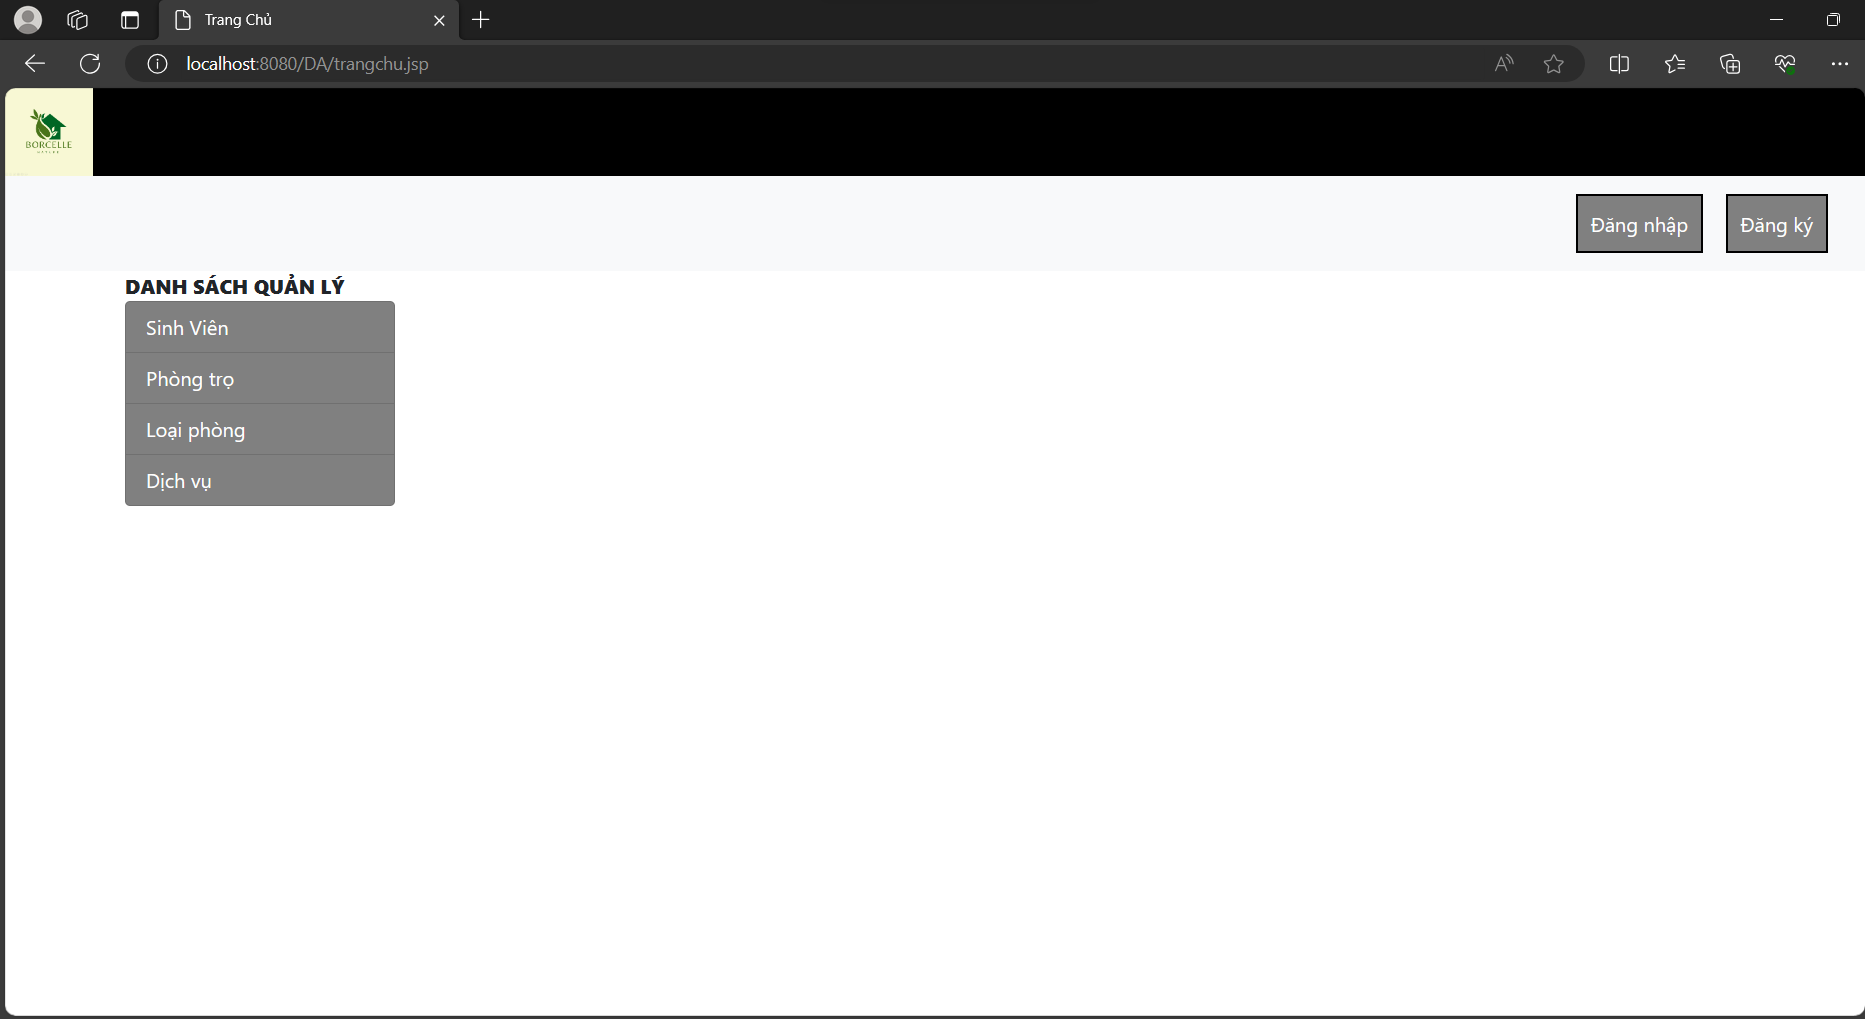 Trang Chủ
localhost:8080/DA/trangchu.jsp
BORCELLE
Đăng nhập
Đăng ký
DANH SÁCH QUẢN LÝ
Sinh Viên
Phòng trọ
Loại phòng
Dịch vụ